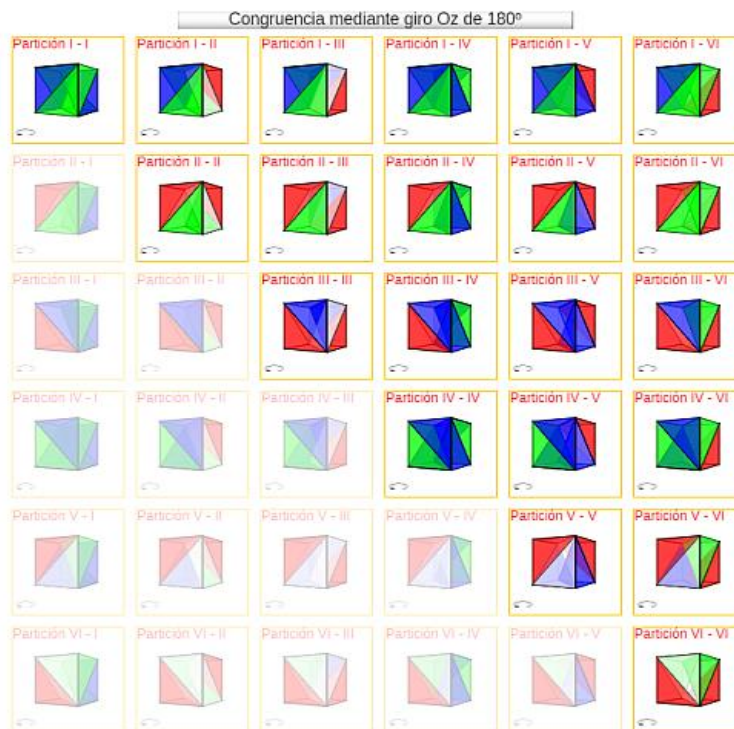 Congruencia mediante giro Oz de 180º
Partición I - I Partición I - II Partición I - III Partición I - IV Partición I - V Partición I - VI
Partición II - I Partición II - II Partición II - III Partición II - IV Partición II - V Partición II - VI
Partición III - I Partición III - II Partición III - III Partición III - IV Partición III - V Partición III - VI
Partición IV - I Partición IV - II Partición IV - III Partición IV - IV Partición IV - V Partición IV - VI
Partición V - I Partición V - II Partición V - III Partición V - IV Partición V - V Partición V - VI
Partición VI - I Partición VI - II Partición VI - III Partición VI - IV Partición VI - V Partición VI - VI